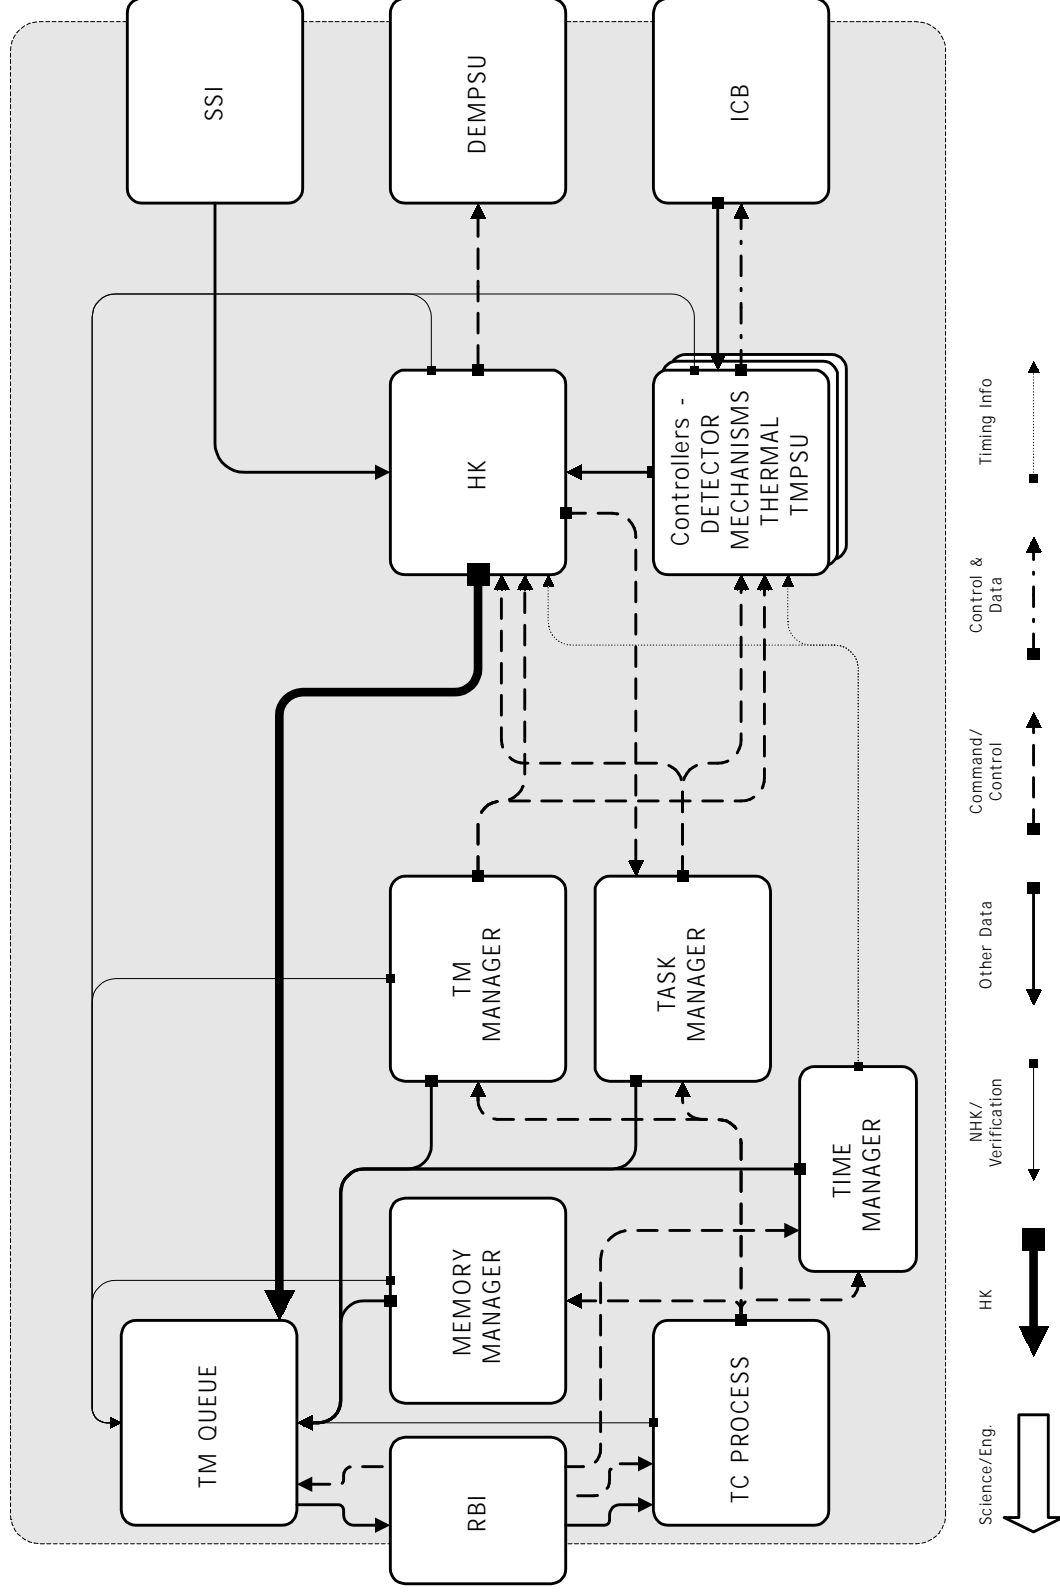 SSI
DEMPSU
ICB
HK
Controllers -
DETECTOR
MECHANISMS
THERMAL
TMPSU
TM
MANAGER
TASK
MANAGER
TIME
MANAGER
MEMORY
MANAGER
TM QUEUE
RBI
TC PROCESS
Science/Eng.
HK
NHK/
Verification
Other Data
Command/
Control
Control &
Data
Timing Info